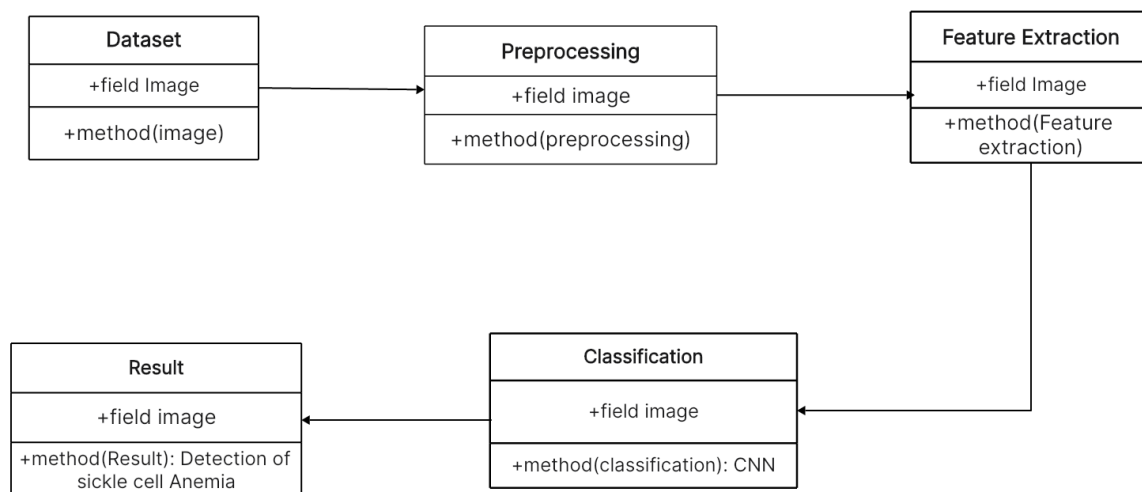 Dataset
+field Image
+method(image)
Preprocessing
+field image
+method(preprocessing)
Feature Extraction
+field Image
+method(Feature
extraction)
Result
+field image
+method(Result): Detection of
sickle cell Anemia
Classification
+field image
+method(classification): CNN